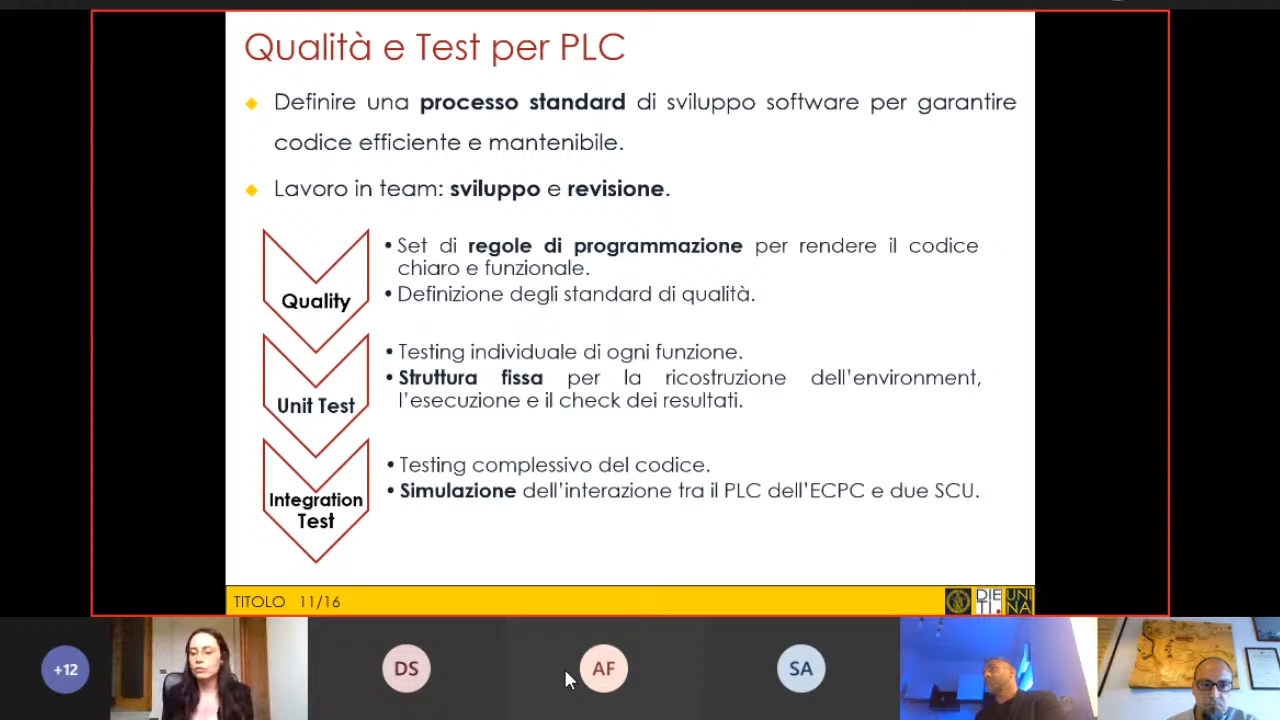 Qualità e Test per PLC
◆ Definire una processo standard di sviluppo software per garantire
codice efficiente e mantenibile.
◆ Lavoro in team: sviluppo e revisione.
Quality
• Set di regole di programmazione per rendere il codice
chiaro e funzionale.
• Definizione degli standard di qualità.
Unit Test
• Testing individuale di ogni funzione.
• Struttura fissa per la ricostruzione dell'environment,
l'esecuzione e il check dei resultati.
Integration
Test
• Testing complessivo del codice.
• Simulazione dell'interazione tra il PLC dell'ECPC e due SCU.
TITOLO 11/16
DIE
TI.
UNI
NA
+12
DS
AF
SA